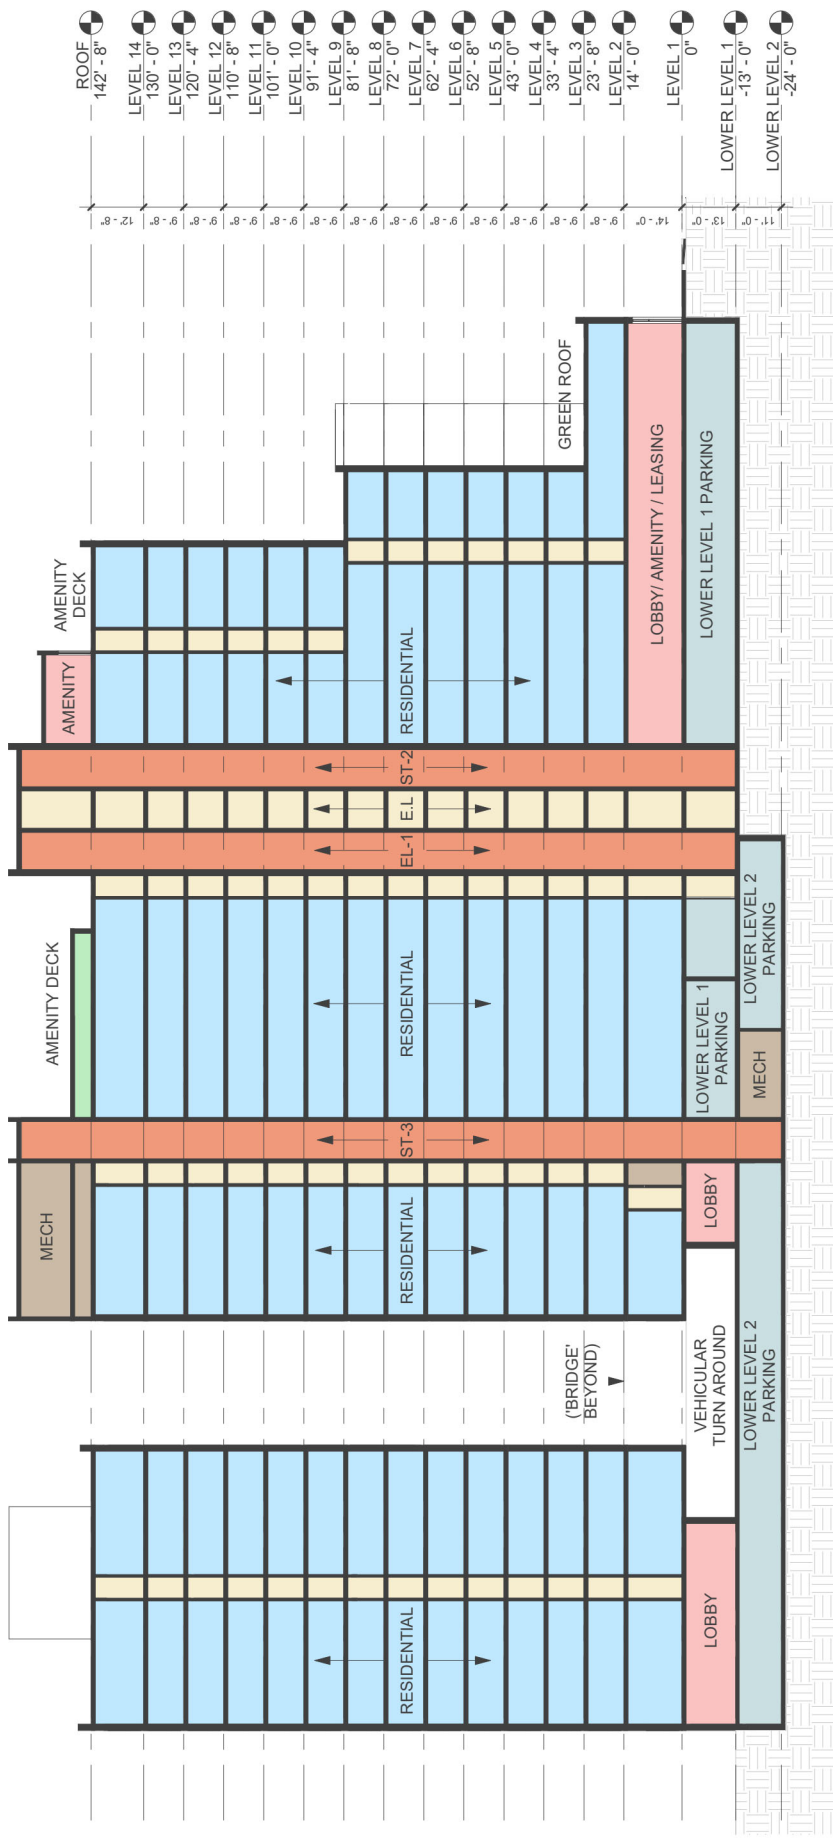 ROOF
142' - 8"
LEVEL 14
130' - 0"
LEVEL 13
120' - 4"
LEVEL 12
110' - 8"
LEVEL 11
101' - 0"
LEVEL 10
91' - 4"
LEVEL 9
81' - 8"
LEVEL 8
72' - 0"
LEVEL 7
62' - 4"
LEVEL 6
52' - 8"
LEVEL 5
43' - 0"
LEVEL 4
33' - 4"
LEVEL 3
23' - 8"
LEVEL 2
14' - 0"
LEVEL 1
0"
LOWER LEVEL 1
-13' - 0"
LOWER LEVEL 2
-24' - 0"
12' - 8"
9' - 8"
9' - 8"
9' - 8"
9' - 8"
9' - 8"
9' - 8"
9' - 8"
9' - 8"
9' - 8"
9' - 8"
9' - 8"
9' - 8"
14' - 0"
13' - 0"
11' - 0"
GREEN ROOF
AMENITY
DECK
AMENITY
RESIDENTIAL
LOBBY/ AMENITY / LEASING
LOWER LEVEL 1 PARKING
ST-2
E.L
EL-1
AMENITY DECK
RESIDENTIAL
LOWER LEVEL 1
PARKING
LOWER LEVEL 2
PARKING
MECH
ST-3
MECH
RESIDENTIAL
LOBBY
('BRIDGE'
BEYOND)
VEHICULAR
TURN AROUND
LOWER LEVEL 2
PARKING
RESIDENTIAL
LOBBY